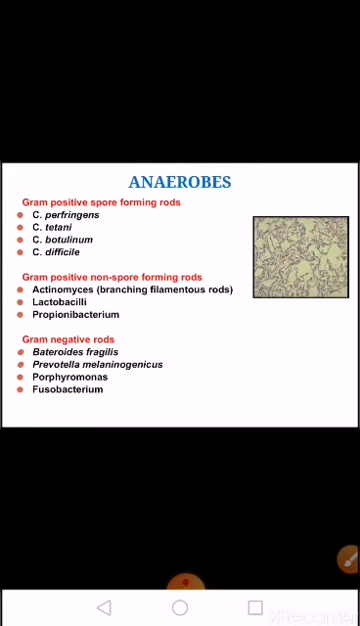 ANAEROBES
Gram positive spore forming rods
C. perfringens
C. tetani
C. botulinum
C. difficile
Gram positive non-spore forming rods
Actinomyces (branching filamentous rods)
Lactobacilli
Propionibacterium
Gram negative rods
Bateroides fragilis
Prevotella melaninogenicus
Porphyromonas
Fusobacterium
XRecorder